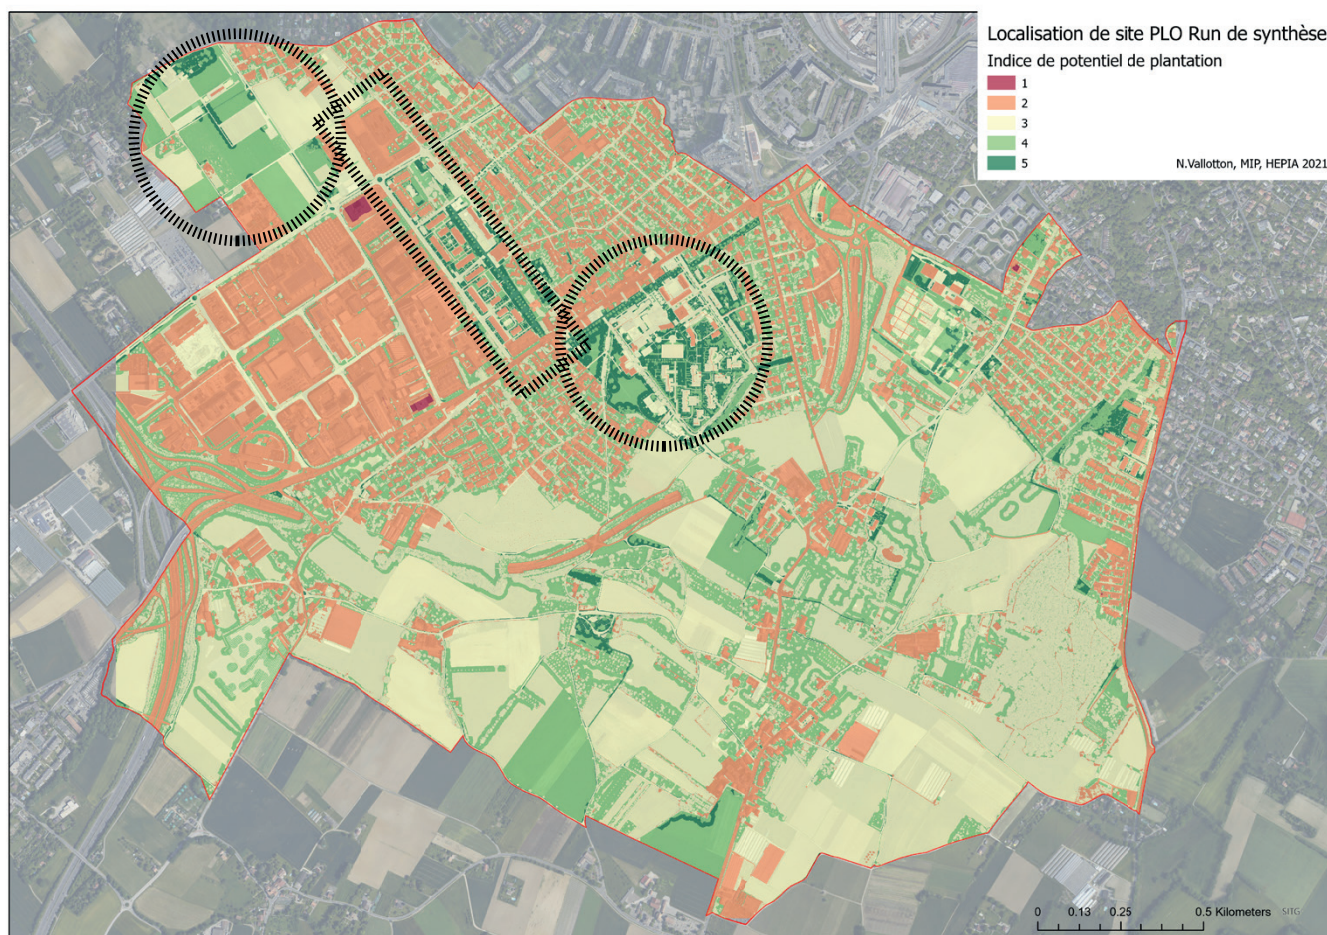 Localisation de site PLO Run de synthèse
Indice de potentiel de plantation
1
2
3
4
5
N.Vallotton, MIP, HEPIA 2021
0 0.13 0.25 0.5 Kilometers SITG